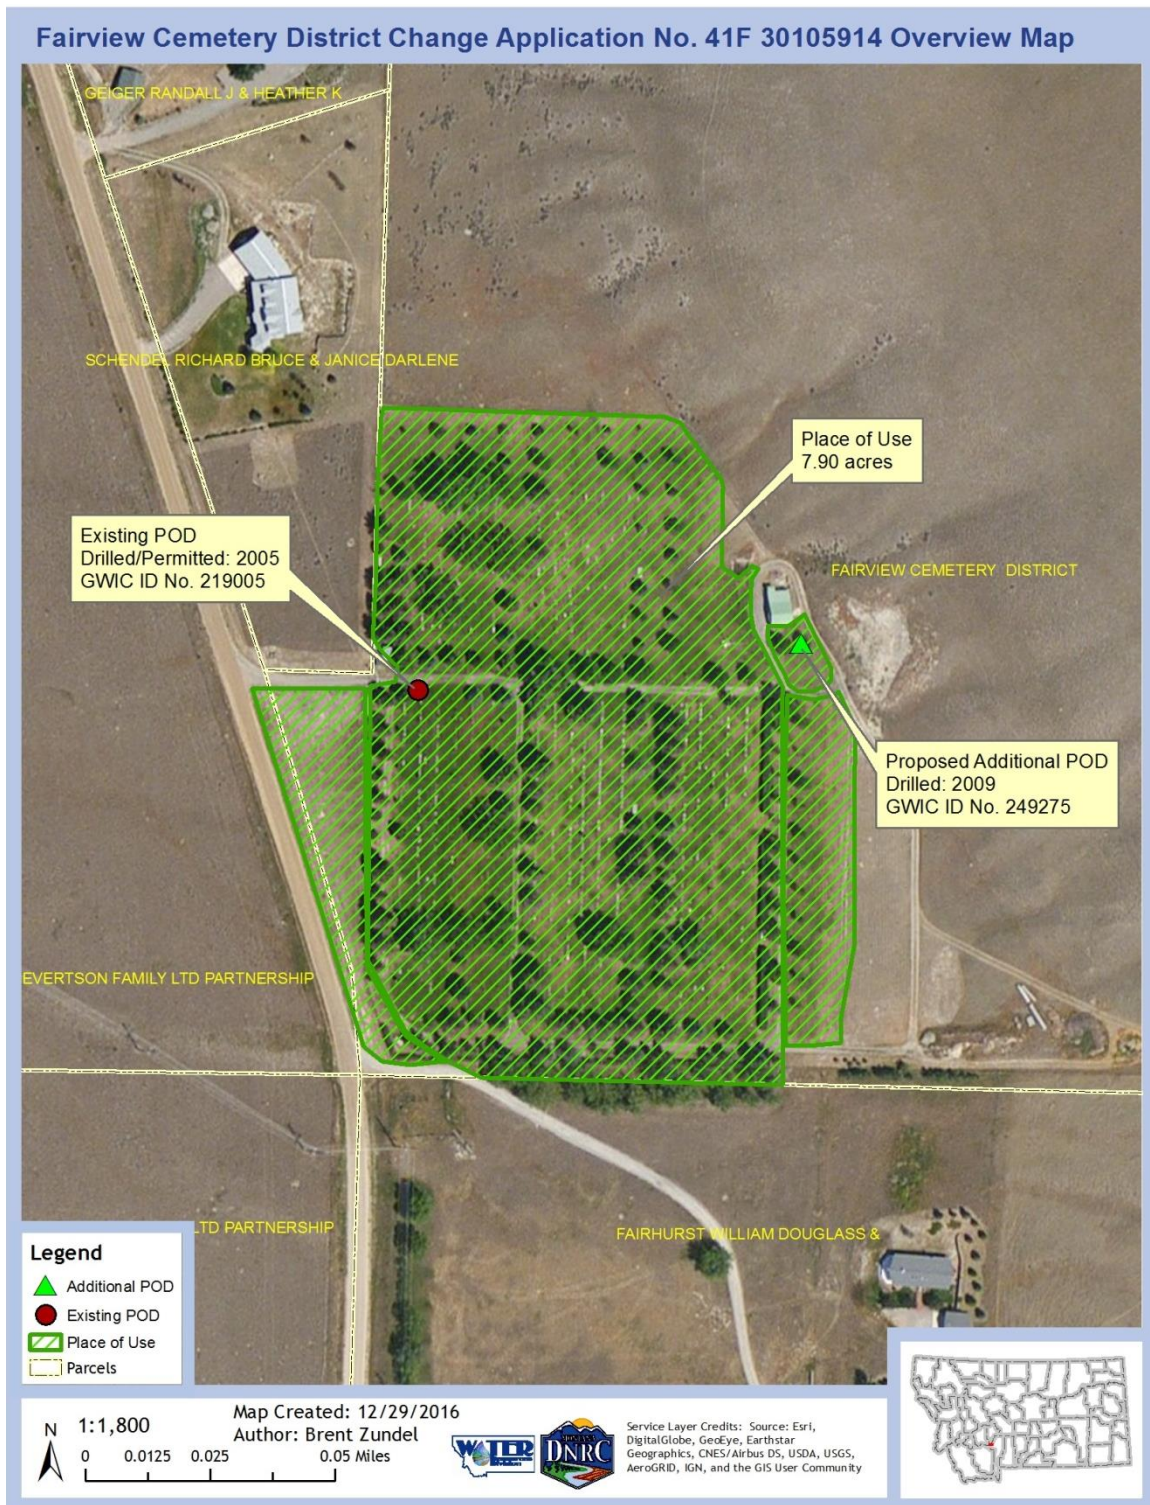 Fairview Cemetery District Change Application No. 41F 30105914 Overview Map
GEIGER RANDALL J & HEATHER K
SCHENDEL RICHARD BRUCE & JANICE DARLENE
Place of Use
7.90 acres
Existing POD
Drilled/Permitted: 2005
GWIC ID No. 219005
FAIRVIEW CEMETERY DISTRICT
Proposed Additional POD
Drilled: 2009
GWIC ID No. 249275
EVERTSON FAMILY LTD PARTNERSHIP
LTD PARTNERSHIP
FAIRHURST WILLIAM DOUGLASS &
Legend
Additional POD
Existing POD
Place of Use
Parcels
N
1:1,800
0 0.0125 0.025 0.05 Miles
Map Created: 12/29/2016
Author: Brent Zundel
WATER
DNRC
Service Layer Credits: Source: Esri,
DigitalGlobe, GeoEye, Earthstar
Geographics, CNES/Airbus DS, USDA, USGS,
AeroGRID, IGN, and the GIS User Community